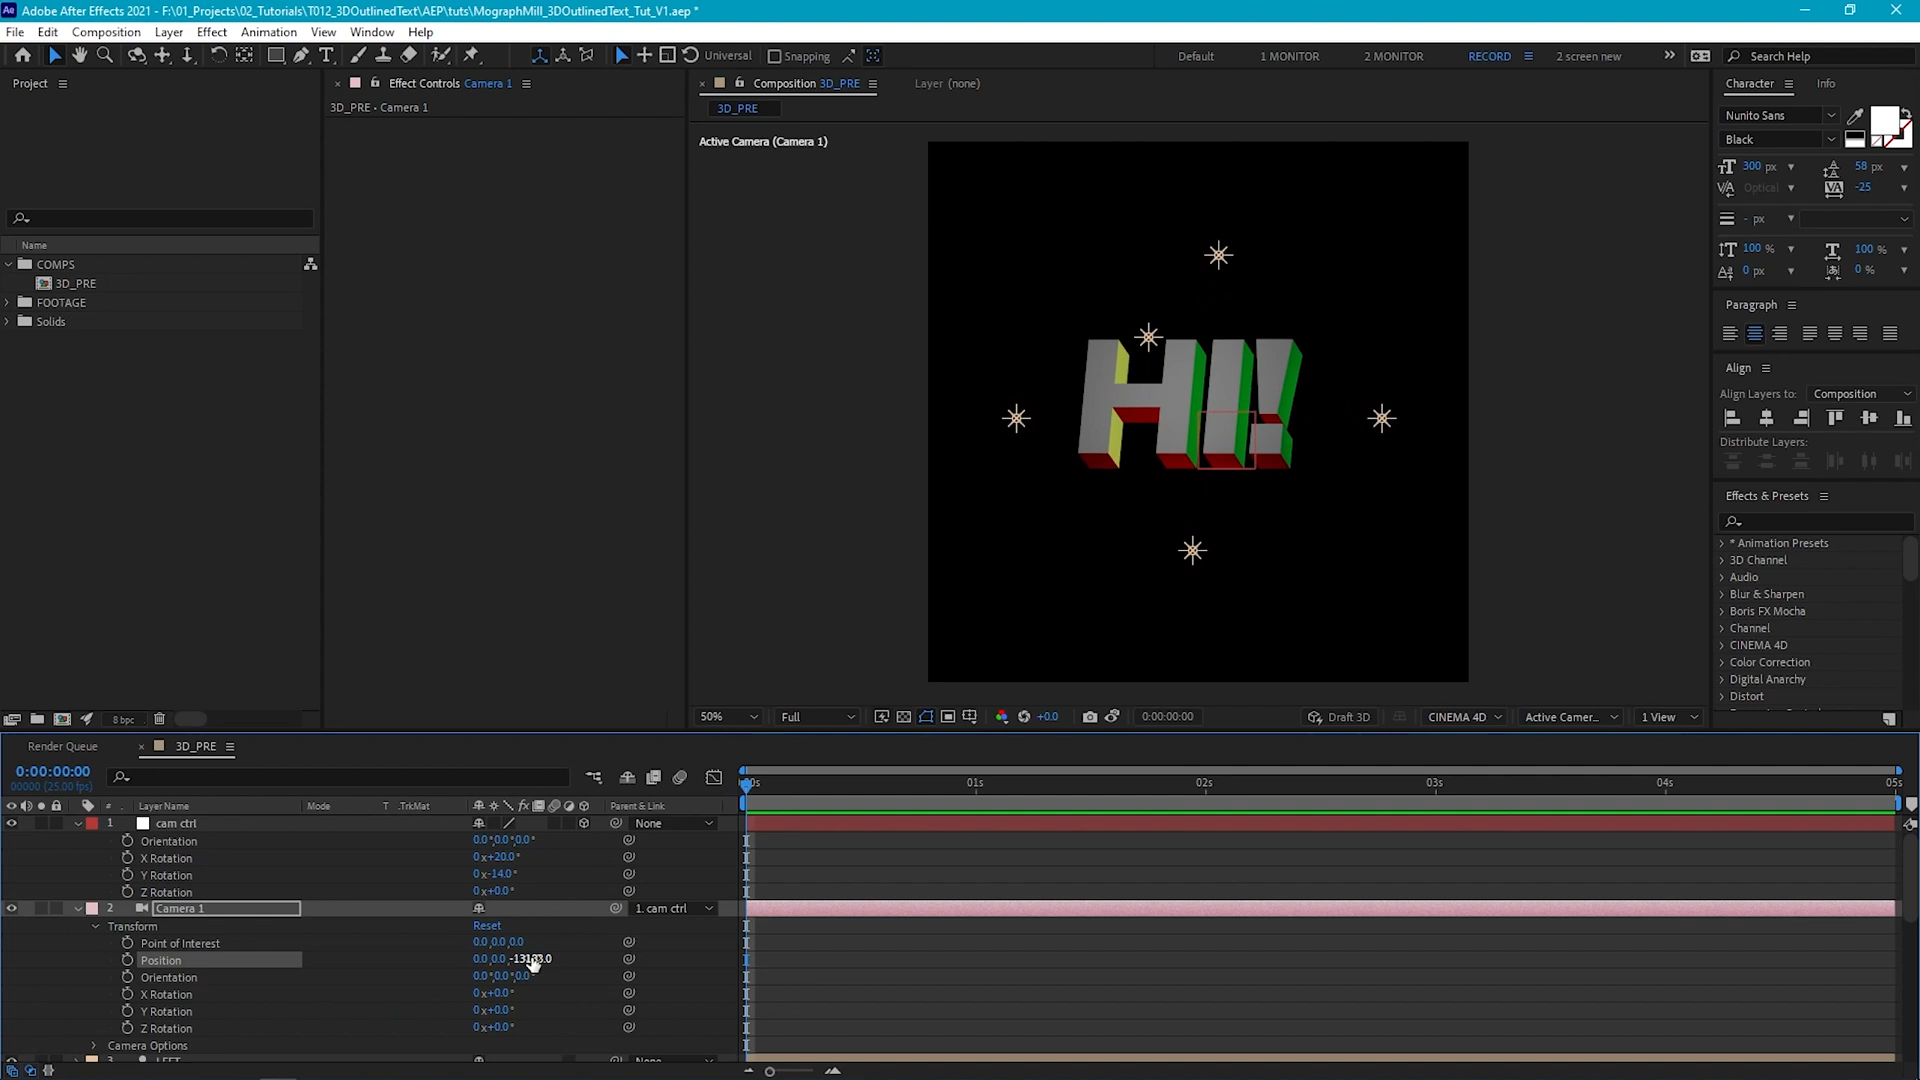 Adobe After Effects 2021 - F:\01_Projects\02_Tutorials\T012_3DOutlinedText\AEP\tuts\MographMill_3DOutlinedText_Tut_V1.aep *
File Edit Composition Layer Effect Animation View Window Help
Universal Snapping Default 1 MONITOR 2 MONITOR RECORD 2 screen new Search Help
Project Effect Controls Camera 1 Composition 3D_PRE Layer (none) Character Info
3D_PRE • Camera 1
3D_PRE
Active Camera (Camera 1)
Nunito Sans
Black
300 px 58 px
Optical -25
- px
100 % 100 %
0 px 0 %
Paragraph
Align
Align Layers to: Composition
Distribute Layers:
Effects & Presets
* Animation Presets
3D Channel
Audio
Blur & Sharpen
Boris FX Mocha
Channel
CINEMA 4D
Color Correction
Digital Anarchy
Distort
Name
COMPS
3D_PRE
FOOTAGE
Solids
HI!
8 bpc
50% Full +0.0 0:00:00:00 Draft 3D CINEMA 4D Active Camer... 1 View
Render Queue 3D_PRE
0:00:00:00
00000 (25.00 fps)
01s 02s 03s 04s 05s
# Layer Name Mode T .TrkMat fx Parent & Link
1 cam ctrl None
Orientation 0.0°,0.0°,0.0°
X Rotation 0x+20.0°
Y Rotation 0x-14.0°
Z Rotation 0x+0.0°
2 Camera 1 1. cam ctrl
Transform Reset
Point of Interest 0.0,0.0,0.0
Position 0.0,0.0,
Orientation 0.0°,0.0°,0.0°
X Rotation 0x+0.0°
Y Rotation 0x+0.0°
Z Rotation 0x+0.0°
Camera Options
3 LEFT None